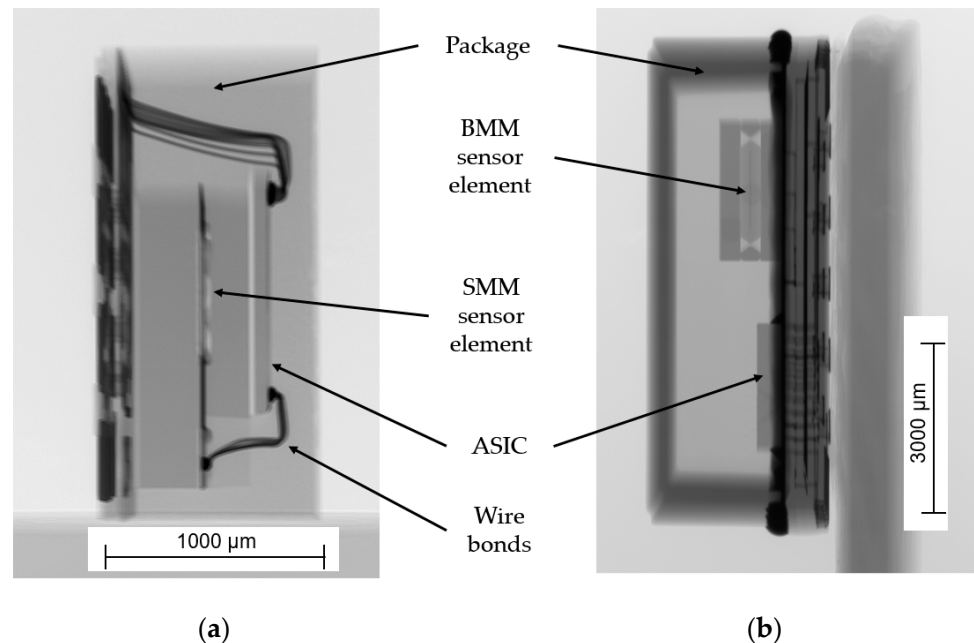 Package
BMM
sensor
element
SMM
sensor
element
ASIC
Wire
bonds
1000 µm
3000 µm
(a)
(b)